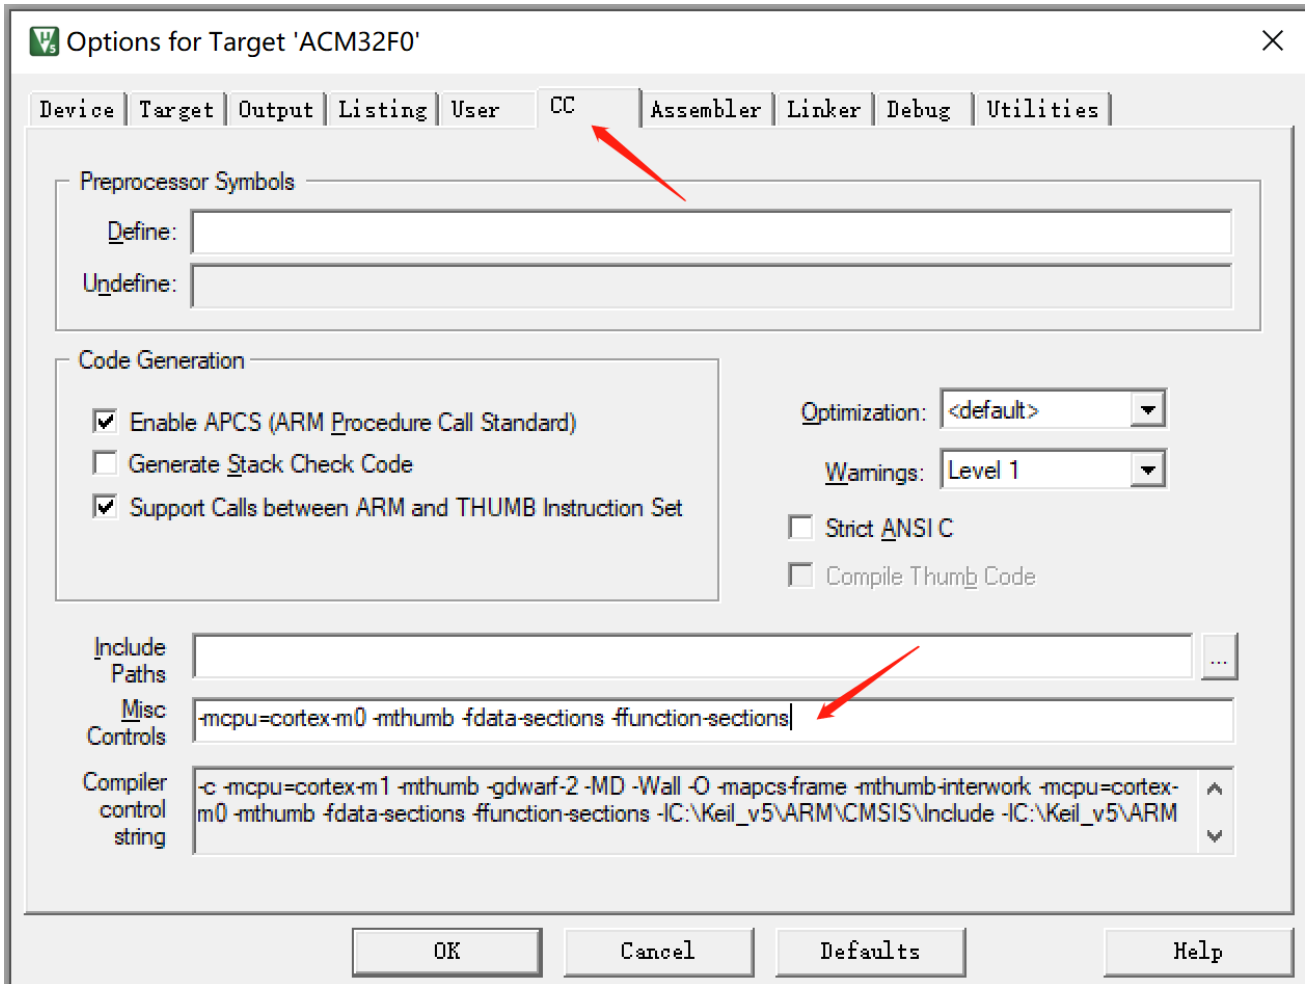 Options for Target 'ACM32F0'
Device Target Output Listing User CC Assembler Linker Debug Utilities
Preprocessor Symbols
Define:
Undefine:
Code Generation
Enable APCS (ARM Procedure Call Standard)
Generate Stack Check Code
Support Calls between ARM and THUMB Instruction Set
Optimization: <default>
Warnings: Level 1
Strict ANSI C
Compile Thumb Code
Include
Paths
...
Misc
Controls
-mcpu=cortex-m0 -mthumb -fdata-sections -ffunction-sections
Compiler
control
string
-c -mcpu=cortex-m1 -mthumb -gdwarf-2 -MD -Wall -O -mapcs-frame -mthumb-interwork -mcpu=cortex-
m0 -mthumb -fdata-sections -ffunction-sections -IC:\Keil_v5\ARM\CMSIS\Include -IC:\Keil_v5\ARM
OK Cancel Defaults Help